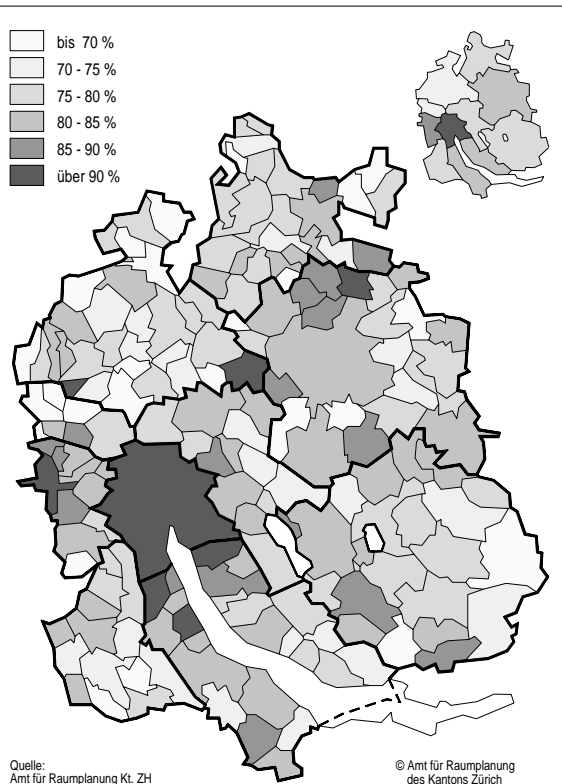 bis 70 %
70 - 75 %
75 - 80 %
80 - 85 %
85 - 90 %
über 90 %
Quelle:
Amt für Raumplanung Kt. ZH
© Amt für Raumplanung
des Kantons Zürich